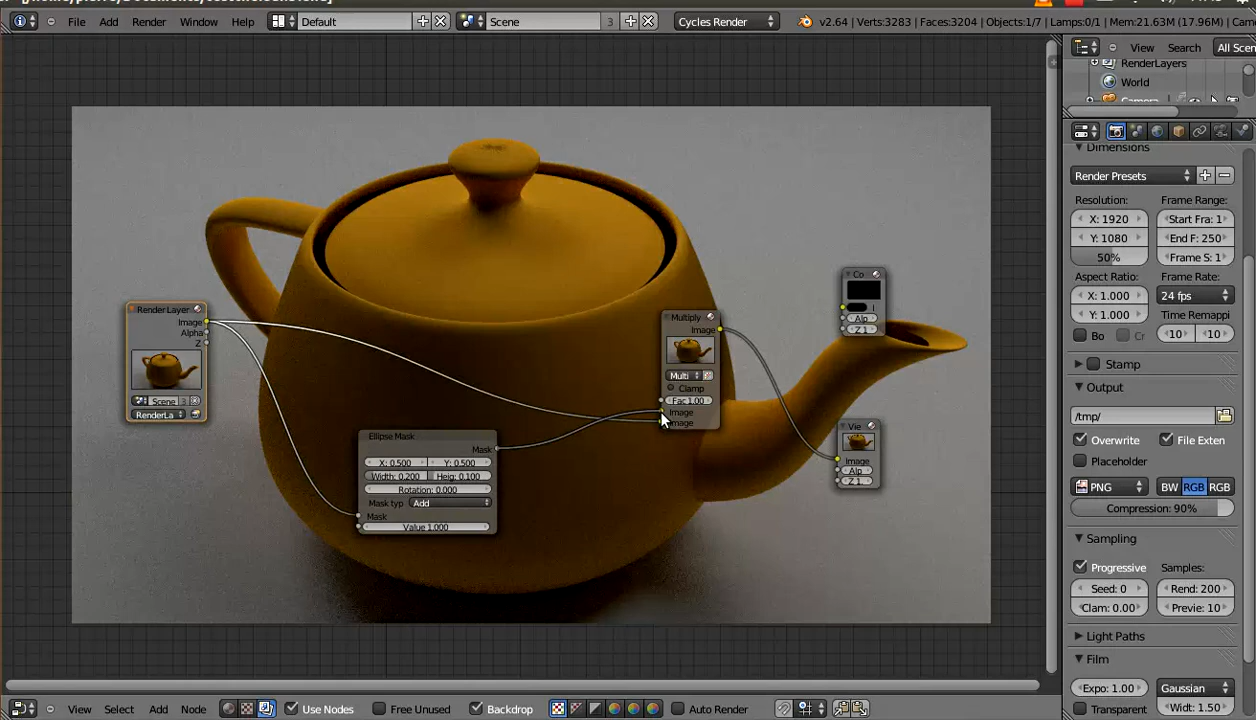 File Add Render Window Help Default Scene 3 Cycles Render v2.64 | Verts:3283 | Faces:3204 | Objects:1/7 | Lamps:0/1 | Mem:21.63M (17.96M) |
View Search All Scen
RenderLayers
World
Camera
Dimensions
Render Presets
Resolution: Frame Range:
X: 1920 Start Fra: 1
Y: 1080 End F: 250
50% Frame S: 1
Aspect Ratio: Frame Rate:
X: 1.000 24 fps
Y: 1.000 Time Remappi
Bo Cr 10 10
Stamp
Output
/tmp/
Overwrite File Exten
Placeholder
PNG BW RGB RGB
Compression: 90%
Sampling
Progressive Samples:
Seed: 0 Rend: 200
Clam: 0.00 Previe: 10
Light Paths
Film
Expo: 1.00 Gaussian
Transparent Widt: 1.50
Render Layer
Image
Alpha
Z
Scene 3
RenderLa
Ellipse Mask
Mask
X: 0.500 Y: 0.500
Width: 0.200 Heig: 0.100
Rotation: 0.000
Mask typ Add
Mask
Value 1.000
Multiply
Image
Multi
Clamp
Fac 1.00
Image
Image
Co
Alp
Z 1
Vie
Image
Alp
Z 1
View Select Add Node Use Nodes Free Unused Backdrop Auto Render